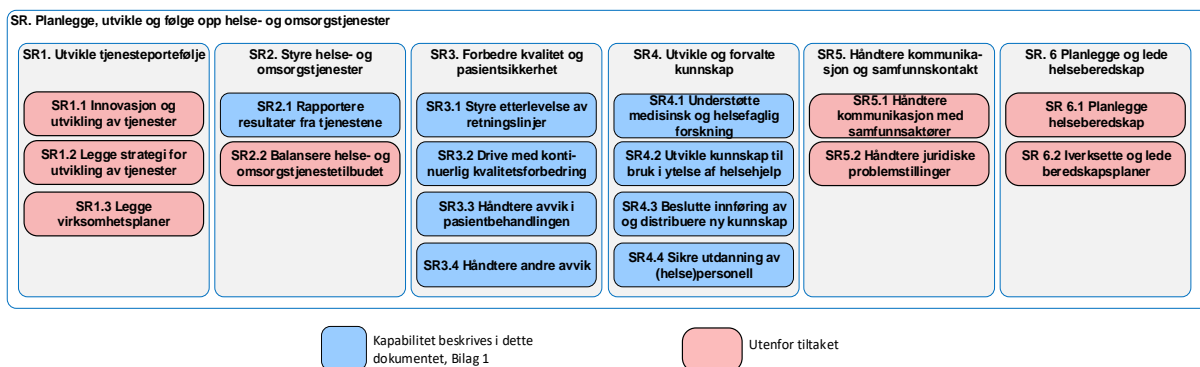 SR. Planlegge, utvikle og følge opp helse- og omsorgstjenester
SR1. Utvikle tjenesteportefølje
SR1.1 Innovasjon og
utvikling av tjenester
SR1.2 Legge strategi for
utvikling av tjenester
SR1.3 Legge
virksomhetsplaner
SR2. Styre helse- og
omsorgstjenester
SR2.1 Rapportere
resultater fra tjenestene
SR2.2 Balansere helse- og
omsorgstjenestetilbudet
SR3. Forbedre kvalitet og
pasientsikkerhet
SR3.1 Styre etterlevelse av
retningslinjer
SR3.2 Drive med konti-
nuerlig kvalitetsforbedring
SR3.3 Håndtere avvik i
pasientbehandlingen
SR3.4 Håndtere andre avvik
SR4. Utvikle og forvalte
kunnskap
SR4.1 Understøtte
medisinsk og helsefaglig
forskning
SR4.2 Utvikle kunnskap til
bruk i ytelse af helsehjelp
SR4.3 Beslutte innføring av
og distribuere ny kunnskap
SR4.4 Sikre utdanning av
(helse)personell
SR5. Håndtere kommunika-
sjon og samfunnskontakt
SR5.1 Håndtere
kommunikasjon med
samfunnsaktører
SR5.2 Håndtere juridiske
problemstillinger
SR. 6 Planlegge og lede
helseberedskap
SR 6.1 Planlegge
helseberedskap
SR 6.2 Iverksette og lede
beredskapsplaner
Kapabilitet beskrives i dette
dokumentet, Bilag 1
Utenfor tiltaket